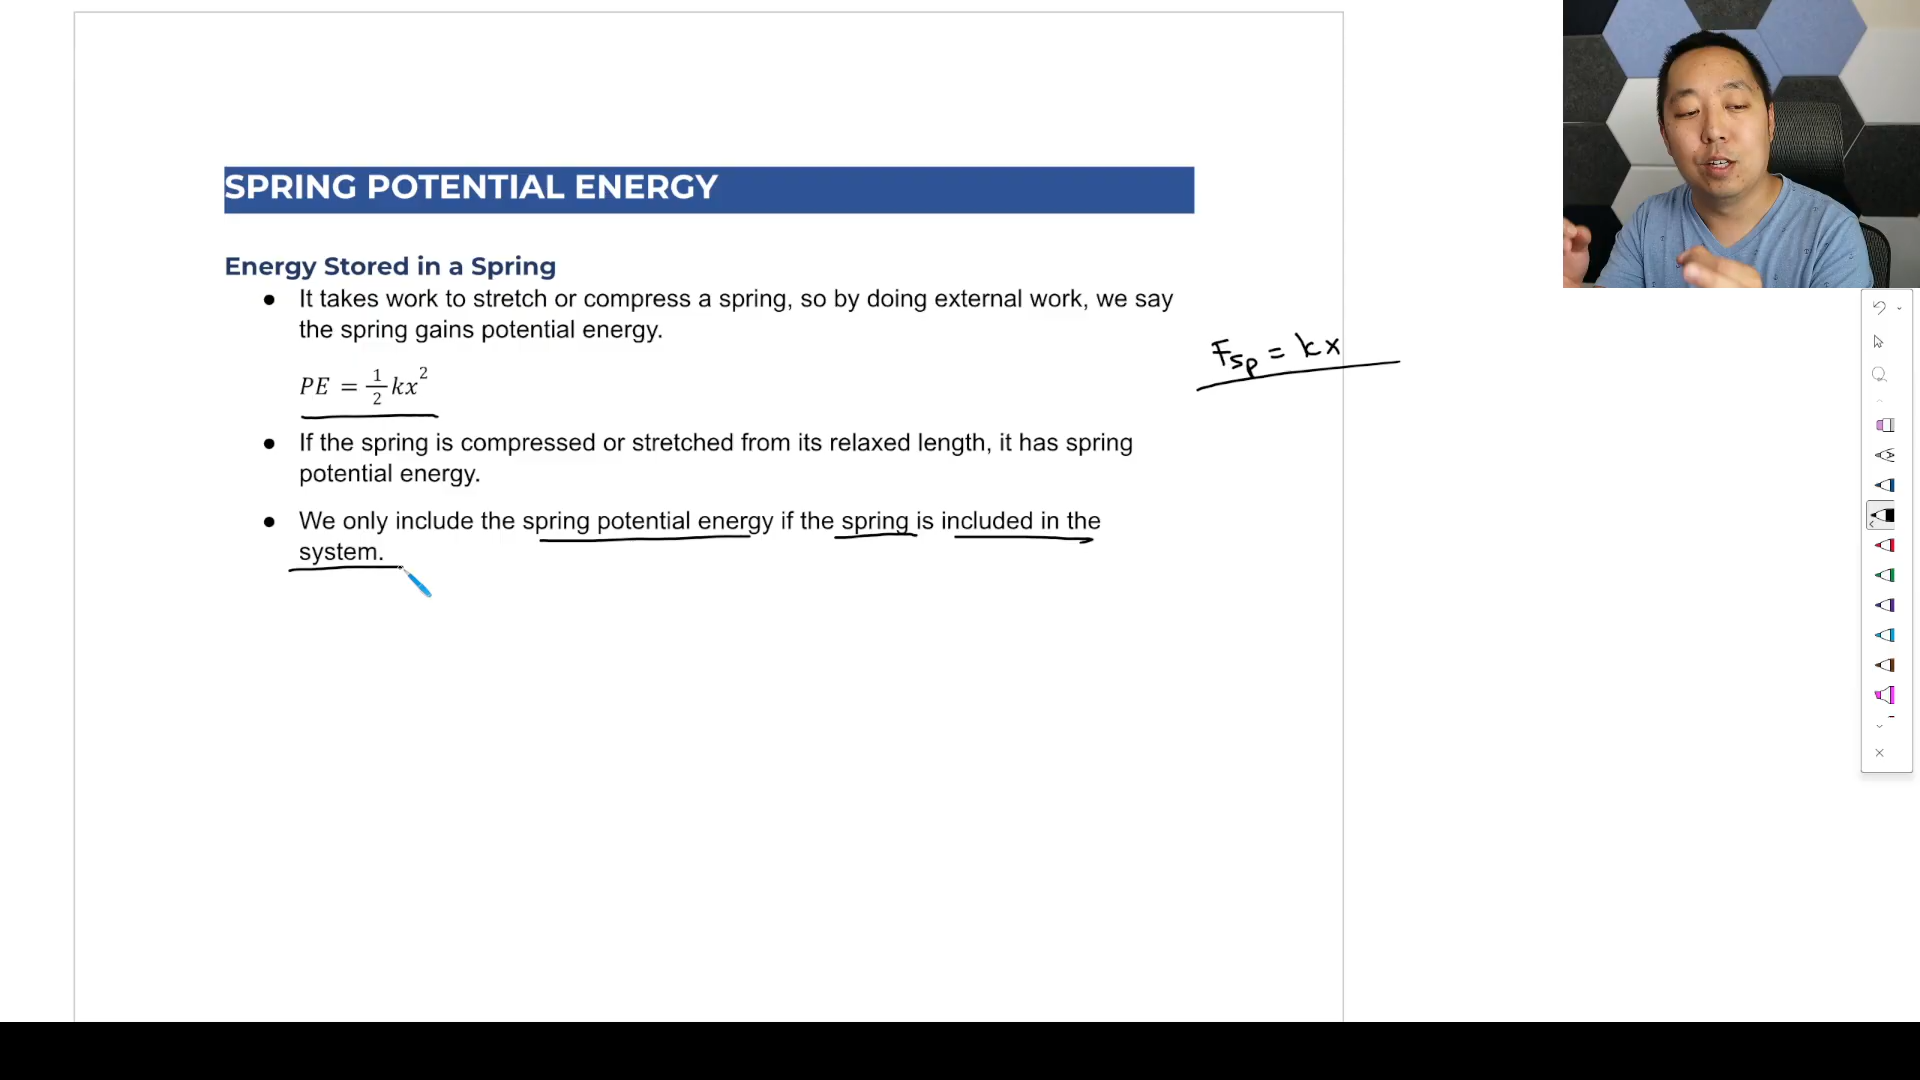 SPRING POTENTIAL ENERGY
Energy Stored in a Spring
● It takes work to stretch or compress a spring, so by doing external work, we say
the spring gains potential energy.
F_sp = kx
PE = 1/2 kx²
● If the spring is compressed or stretched from its relaxed length, it has spring
potential energy.
● We only include the spring potential energy if the spring is included in the
system.